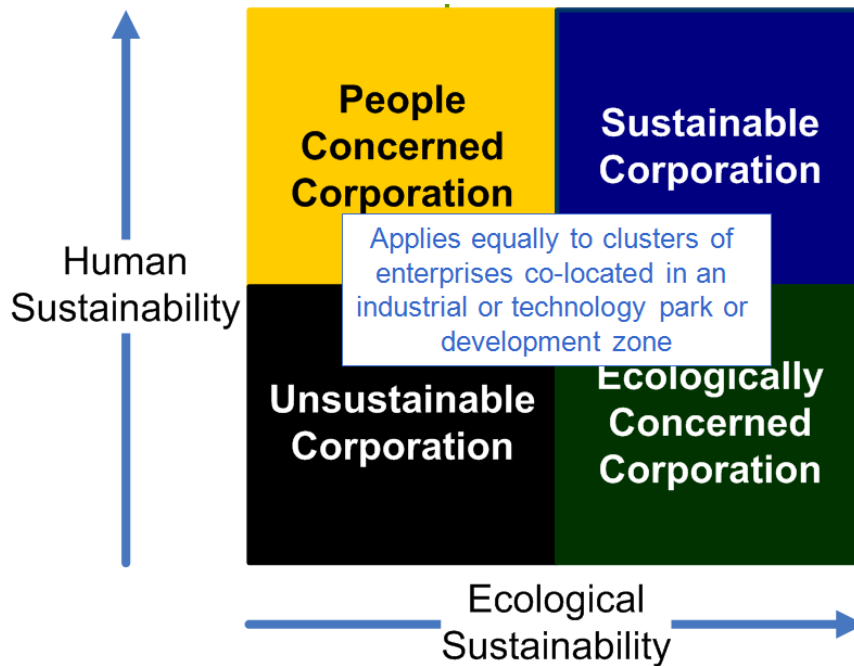 People
Concerned
Corporation
Sustainable
Corporation
Applies equally to clusters of
enterprises co-located in an
industrial or technology park or
development zone
Human
Sustainability
Unsustainable
Corporation
Ecologically
Concerned
Corporation
Ecological
Sustainability